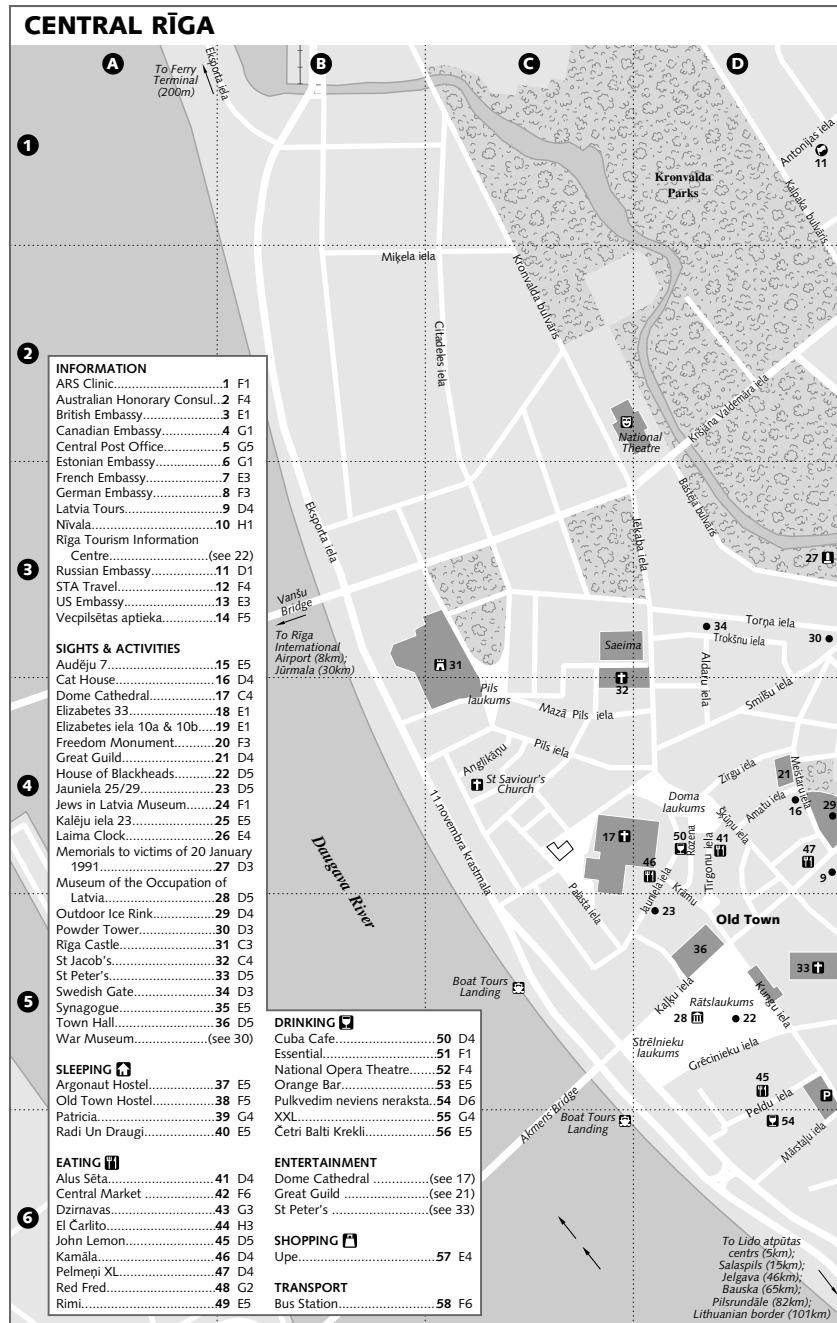 CENTRAL RĪGA
A
B
C
D
1
2
3
4
5
6
To Ferry
Terminal
(200m)
Eksporta iela
Kronvalda
Parks
Antonijas iela
11
Kalpaka bulvāris
Miķela iela
Kronvalda bulvāris
Citadeles iela
Krišjāņa Valdemāra iela
National
Theatre
Basteja bulvāris
Eksporta iela
Jēkaba iela
27
Vanšu
Bridge
To Rīga
International
Airport (8km);
Jūrmala (30km)
34
Torņa iela
Trokšņu iela
30
Saeima
Aldaru iela
31
32
Pils
laukums
Mazā Pils iela
Smilšu iela
Pils iela
Anglikāņu
St Saviour's
Church
Zirgu iela
21
Meistaru iela
Doma
laukums
Šķūņu iela
Amatu iela
16
29
11 novembra krastmala
17
50
Rozena
Tirgoņu iela
41
46
47
9
Jauniela iela
Krāmu
Palasta iela
23
Daugava River
Old Town
36
33
Boat Tours
Landing
Kaļķu iela
Kungu iela
Rātslaukums
28
22
Strēlnieku
laukums
Grēcinieku iela
45
Peldu iela
P
54
Akmens Bridge
Boat Tours
Landing
Mārstaļu iela
To Lido atpūtas
centrs (5km);
Salaspils (15km);
Jelgava (46km);
Bauska (65km);
Pilsrundāle (82km);
Lithuanian border (101km)
INFORMATION
ARS Clinic.......................1 F1
Australian Honorary Consul..2 F4
British Embassy.................3 E1
Canadian Embassy..............4 G1
Central Post Office.............5 G5
Estonian Embassy...............6 G1
French Embassy.................7 E3
German Embassy................8 F3
Latvia Tours.....................9 D4
Nīvala...........................10 H1
Rīga Tourism Information
Centre....................(see 22)
Russian Embassy...............11 D1
STA Travel......................12 F4
US Embassy.....................13 E3
Vecpilsētas aptieka............14 F5
SIGHTS & ACTIVITIES
Audēju 7........................15 E5
Cat House.......................16 D4
Dome Cathedral................17 C4
Elizabetes 33...................18 E1
Elizabetes iela 10a & 10b.....19 E1
Freedom Monument............20 F3
Great Guild.....................21 D4
House of Blackheads...........22 D5
Jauniela 25/29..................23 D5
Jews in Latvia Museum........24 F1
Kalēju iela 23...................25 E5
Laima Clock.....................26 E4
Memorials to victims of 20 January
1991........................27 D3
Museum of the Occupation of
Latvia.......................28 D5
Outdoor Ice Rink...............29 D4
Powder Tower..................30 D3
Rīga Castle......................31 C3
St Jacob's.......................32 C4
St Peter's........................33 D5
Swedish Gate...................34 D3
Synagogue......................35 E5
Town Hall.......................36 D5
War Museum................(see 30)
SLEEPING
Argonaut Hostel................37 E5
Old Town Hostel...............38 F5
Patricia..........................39 G4
Radi Un Draugi.................40 E5
EATING
Alus Sēta........................41 D4
Central Market .................42 F6
Dzirnavas.......................43 G3
El Čarlito........................44 H3
John Lemon.....................45 D5
Kamāla..........................46 D4
Pelmeņi XL......................47 D4
Red Fred........................48 G2
Rimi.............................49 E5
DRINKING
Cuba Cafe.......................50 D4
Essential.........................51 F1
National Opera Theatre........52 F4
Orange Bar......................53 E5
Pulkvedim neviens neraksta..54 D6
XXL..............................55 G4
Četri Balti Krekli................56 E5
ENTERTAINMENT
Dome Cathedral ............(see 17)
Great Guild ..................(see 21)
St Peter's ....................(see 33)
SHOPPING
Upe..............................57 E4
TRANSPORT
Bus Station......................58 F6